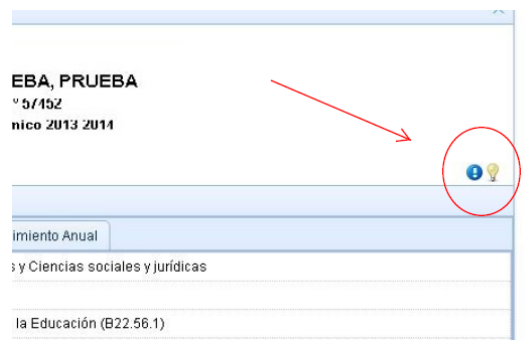 EBA, PRUEBA
º 57452
nico 2013 2014
imiento Anual
s y Ciencias sociales y jurídicas
la Educación (B22.56.1)